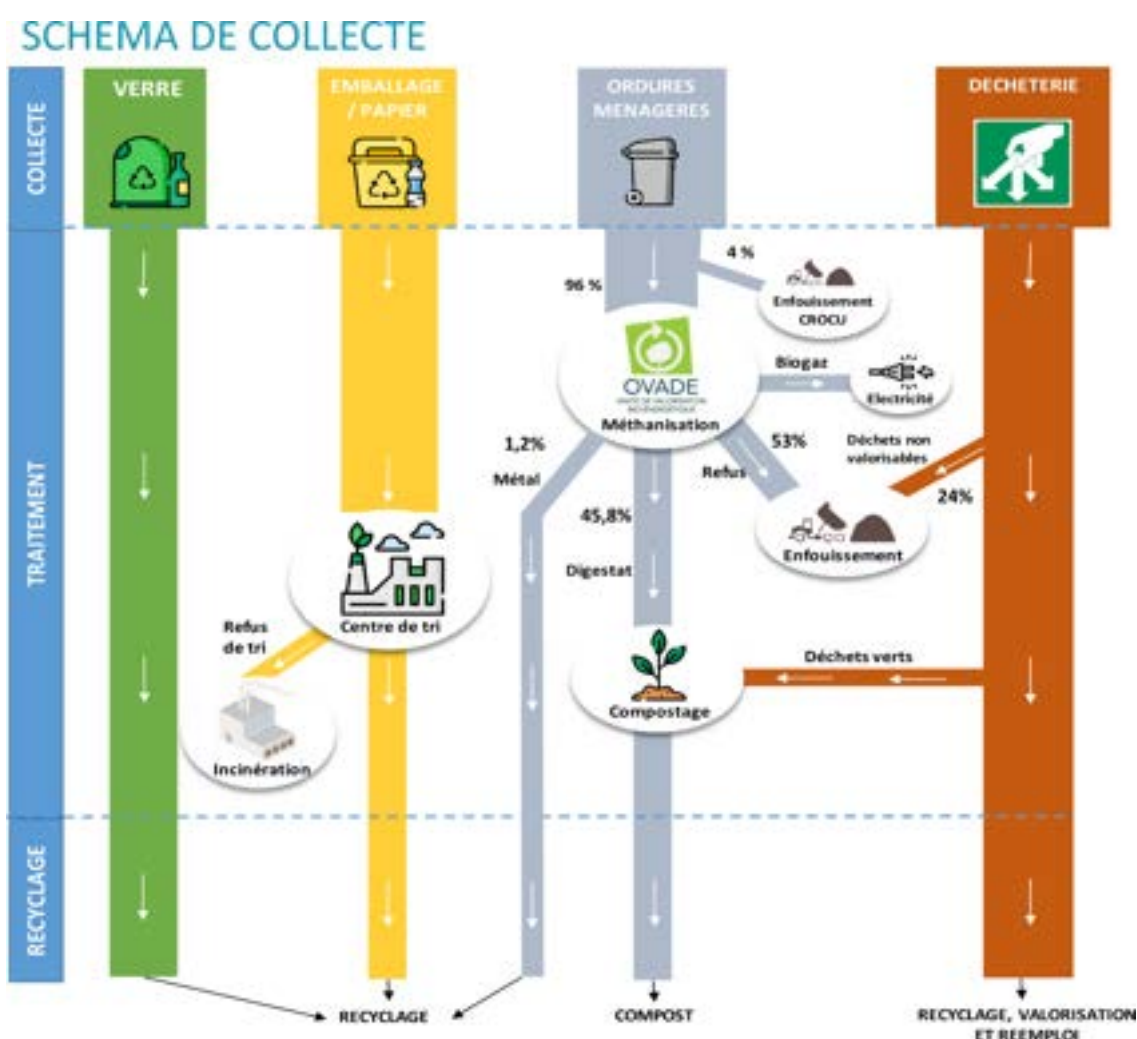 SCHEMA DE COLLECTE
COLLECTE
VERRE
EMBALLAGE
/ PAPIER
ORDURES
MENAGERES
DECHETERIE
TRAITEMENT
96 %
4 %
Enfouissement
CROCU
OVADE
Méthanisation
Biogaz
Electricité
1,2%
Métal
53%
Refus
Déchets non
valorisables
24%
45,8%
Digestat
Enfouissement
Centre de tri
Refus
de tri
Incinération
Compostage
Déchets verts
RECYCLAGE
RECYCLAGE
COMPOST
RECYCLAGE, VALORISATION
ET REEMPLOI